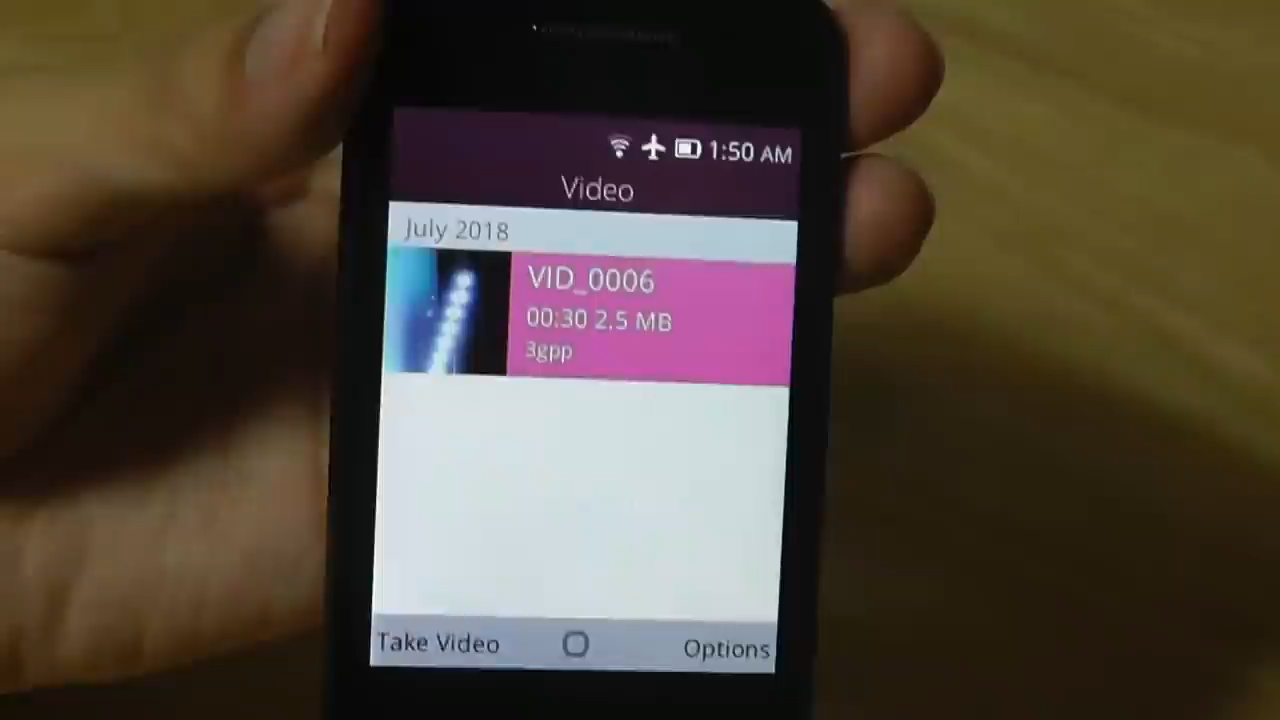 1:50 AM
Video
July 2018
VID_0006
00:30 2.5 MB
3gpp
Take Video
Options